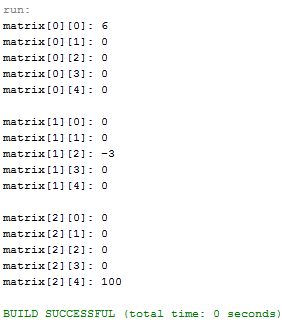 run:
matrix[0][0]: 6
matrix[0][1]: 0
matrix[0][2]: 0
matrix[0][3]: 0
matrix[0][4]: 0
matrix[1][0]: 0
matrix[1][1]: 0
matrix[1][2]: -3
matrix[1][3]: 0
matrix[1][4]: 0
matrix[2][0]: 0
matrix[2][1]: 0
matrix[2][2]: 0
matrix[2][3]: 0
matrix[2][4]: 100
BUILD SUCCESSFUL (total time: 0 seconds)